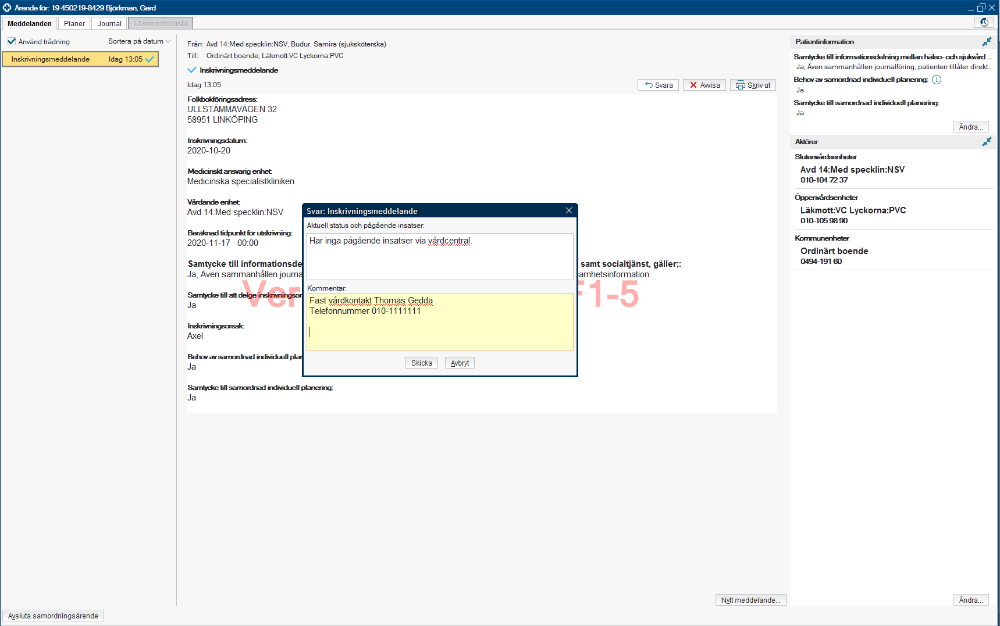 Ärende för: 19 450219-8429 Björkman, Gerd
Meddelanden Planer Journal Läkemedelslista
Använd trådning Sortera på datum
Inskrivningsmeddelande Idag 13:05
Från: Avd 14:Med specklin:NSV, Budur, Samira (sjuksköterska)
Till: Ordinärt boende, Läkmott:VC Lyckorna:PVC
Inskrivningsmeddelande
Idag 13:05
Svara Avvisa Skriv ut
Folkbokföringsadress:
ULLSTÄMMAVÄGEN 32
58951 LINKÖPING
Inskrivningsdatum:
2020-10-20
Medicinskt ansvarig enhet:
Medicinska specialistkliniken
Vårdande enhet:
Avd 14:Med specklin:NSV
Beräknad tidpunkt för utskrivning:
2020-11-17 00:00
Samtycke till informationsde samt socialtjänst, gäller;:
Ja, Även sammanhållen journa amhetsinformation.
Samtycke till att delge inskrivningsor
Ja
Ver F1-5
Inskrivningsorsak:
Axel
Behov av samordnad individuell plan
Ja
Samtycke till samordnad individuell planering:
Ja
Svar: Inskrivningsmeddelande
Aktuell status och pågående insatser:
Har inga pågående insatser via vårdcentral.
Kommentar:
Fast vårdkontakt Thomas Gedda
Telefonnummer 010-1111111
Skicka Avbryt
Patientinformation
Samtycke till informationsdelning mellan hälso- och sjukvård ...
Ja, Även sammanhållen journalföring, patienten tillåter direkt...
Behov av samordnad individuell planering:
Ja
Samtycke till samordnad individuell planering:
Ja
Ändra...
Aktörer
Slutenvårdsenheter
Avd 14:Med specklin:NSV
010-104 72 37
Öppenvårdsenheter
Läkmott:VC Lyckorna:PVC
010-105 98 90
Kommunenheter
Ordinärt boende
0494-191 60
Nytt meddelande... Ändra...
Avsluta samordningsärende